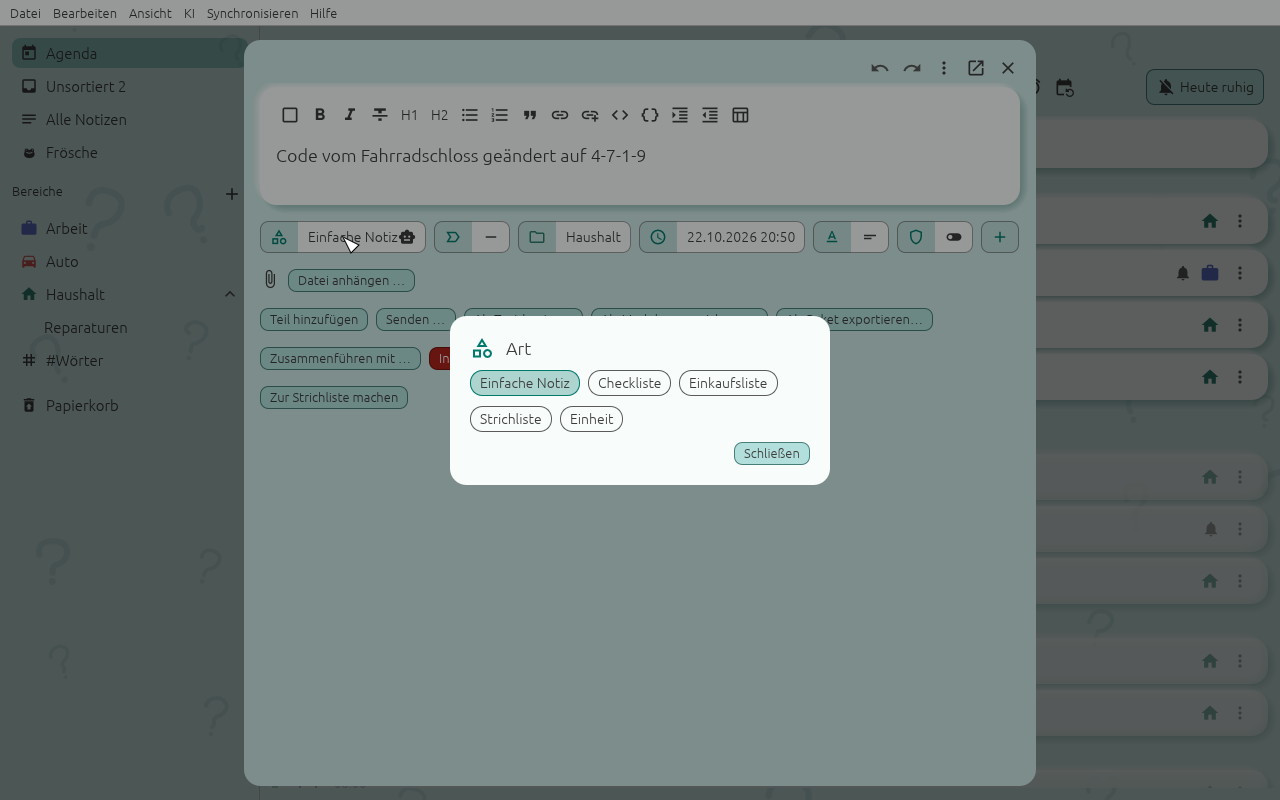 Datei Bearbeiten Ansicht KI Synchronisieren Hilfe
Agenda
Unsortiert 2
Alle Notizen
Frösche
Bereiche
Arbeit
Auto
Haushalt
Reparaturen
#Wörter
Papierkorb
Heute ruhig
H1 H2
Code vom Fahrradschloss geändert auf 4-7-1-9
Einfache Notiz Haushalt 22.10.2026 20:50
Datei anhängen …
Teil hinzufügen Senden … exportieren…
Zusammenführen mit …
Zur Strichliste machen
Art
Einfache Notiz Checkliste Einkaufsliste
Strichliste Einheit
Schließen